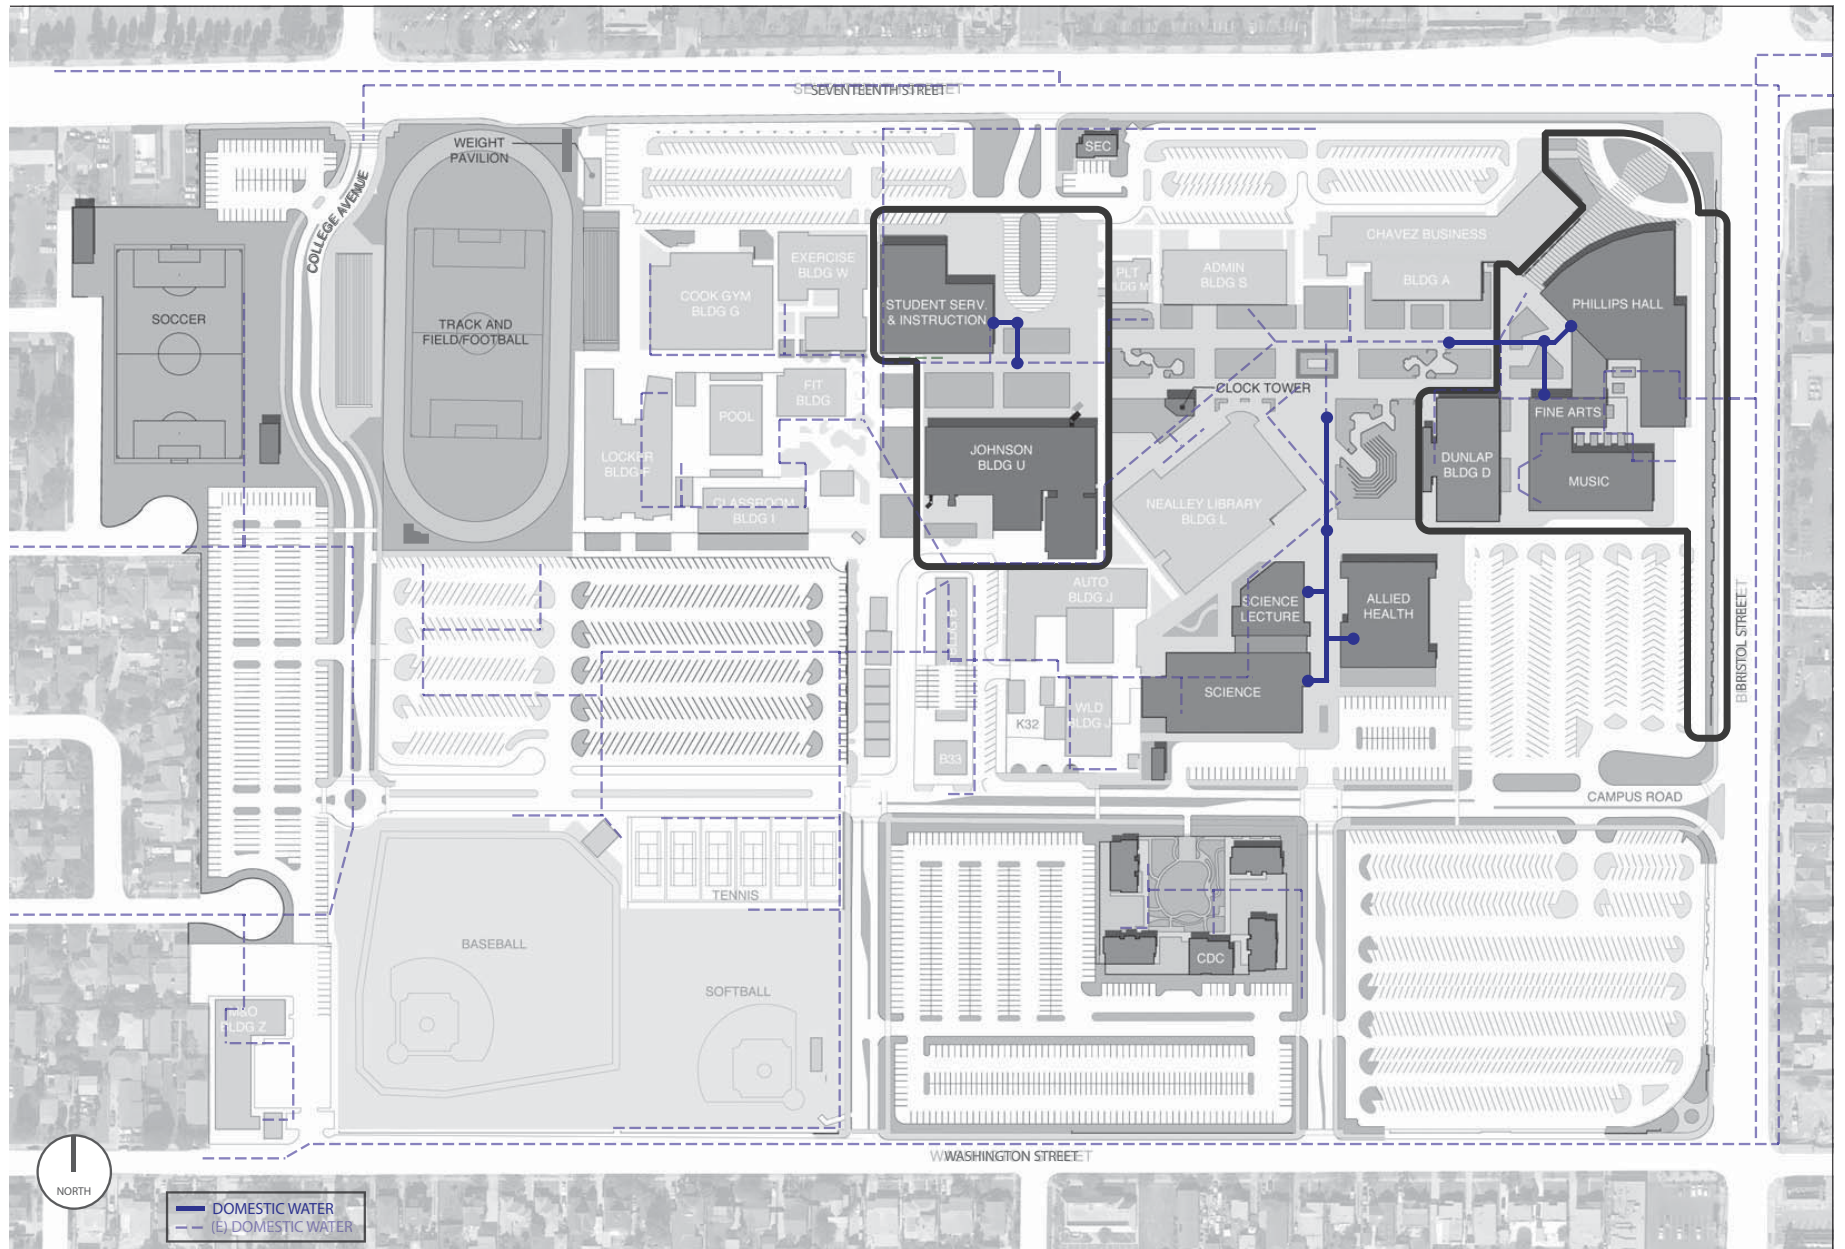 SEVENTEENTH STREET
WEIGHT
PAVILION
SEC
COLLEGE AVENUE
CHAVEZ BUSINESS
BLDG A
EXERCISE
BLDG W
PLT
ADMIN
BLDG S
COOK GYM
BLDG G
STUDENT SERV.
& INSTRUCTION
PHILLIPS HALL
SOCCER
TRACK AND
FIELD/FOOTBALL
FIT
BLDG
CLOCK TOWER
POOL
FINE ARTS
LOCKER
BLDG F
JOHNSON
BLDG U
DUNLAP
BLDG D
MUSIC
CLASSROOM
BLDG I
NEALLEY LIBRARY
BLDG L
AUTO
BLDG J
SCIENCE
LECTURE
ALLIED
HEALTH
BRISTOL STREET
SCIENCE
WLD
BLDG J
K32
B33
CAMPUS ROAD
TENNIS
BASEBALL
CDC
SOFTBALL
M&O
BLDG Z
WASHINGTON STREET
NORTH
DOMESTIC WATER
(E) DOMESTIC WATER